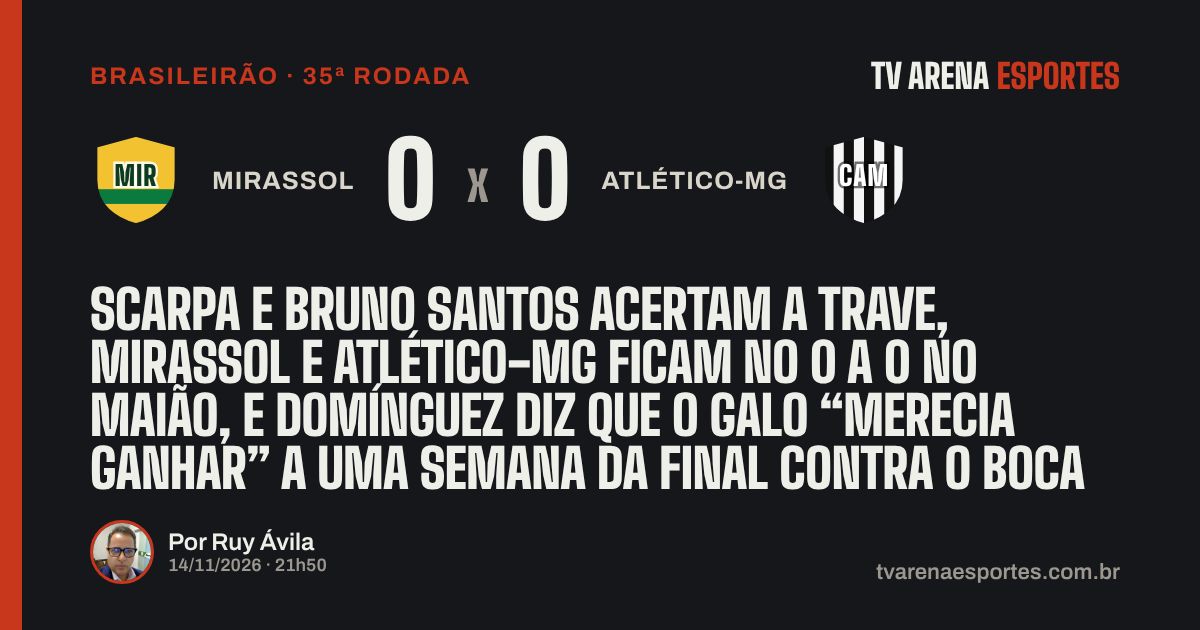 BRASILEIRÃO · 35ª RODADA
TV ARENA ESPORTES
MIR MIRASSOL 0 X 0 ATLÉTICO-MG CAM
SCARPA E BRUNO SANTOS ACERTAM A TRAVE,
MIRASSOL E ATLÉTICO-MG FICAM NO 0 A 0 NO
MAIÃO, E DOMÍNGUEZ DIZ QUE O GALO “MERECIA
GANHAR” A UMA SEMANA DA FINAL CONTRA O BOCA
Por Ruy Ávila
14/11/2026 · 21h50
tvarenaesportes.com.br